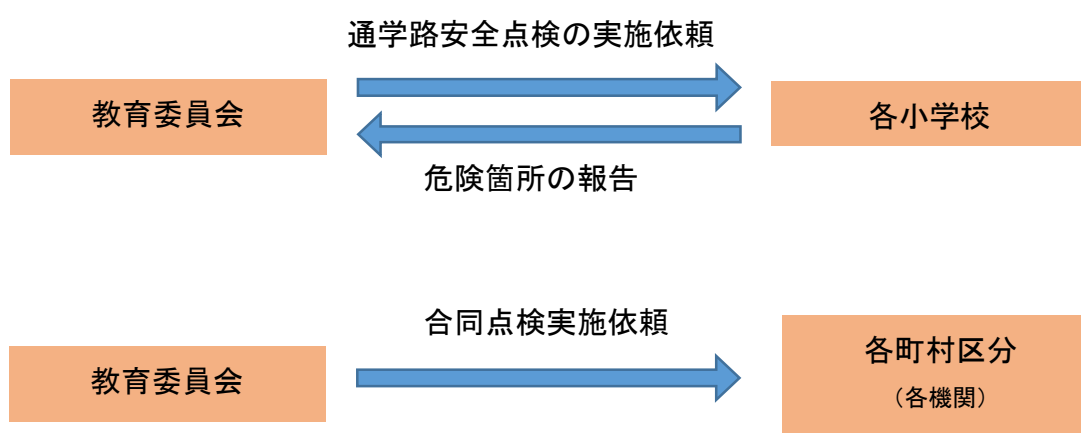 通学路安全点検の実施依頼
教育委員会
各小学校
危険箇所の報告
合同点検実施依頼
教育委員会
各町村区分
（各機関）